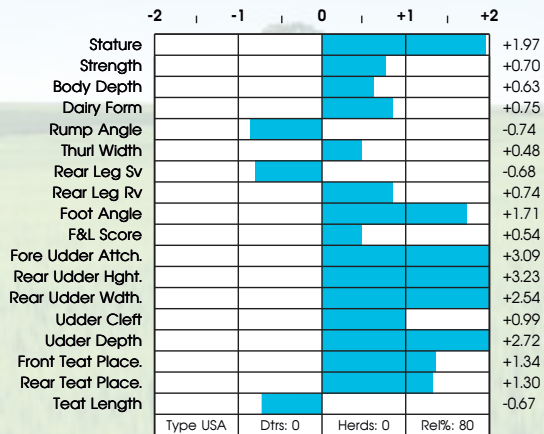 -2 -1 0 +1 +2
Stature +1.97
Strength +0.70
Body Depth +0.63
Dairy Form +0.75
Rump Angle -0.74
Thurl Width +0.48
Rear Leg Sv -0.68
Rear Leg Rv +0.74
Foot Angle +1.71
F&L Score +0.54
Fore Udder Attch. +3.09
Rear Udder Hght. +3.23
Rear Udder Wdth. +2.54
Udder Cleft +0.99
Udder Depth +2.72
Front Teat Place. +1.34
Rear Teat Place. +1.30
Teat Length -0.67
Type USA Dtrs: 0 Herds: 0 Rel%: 80